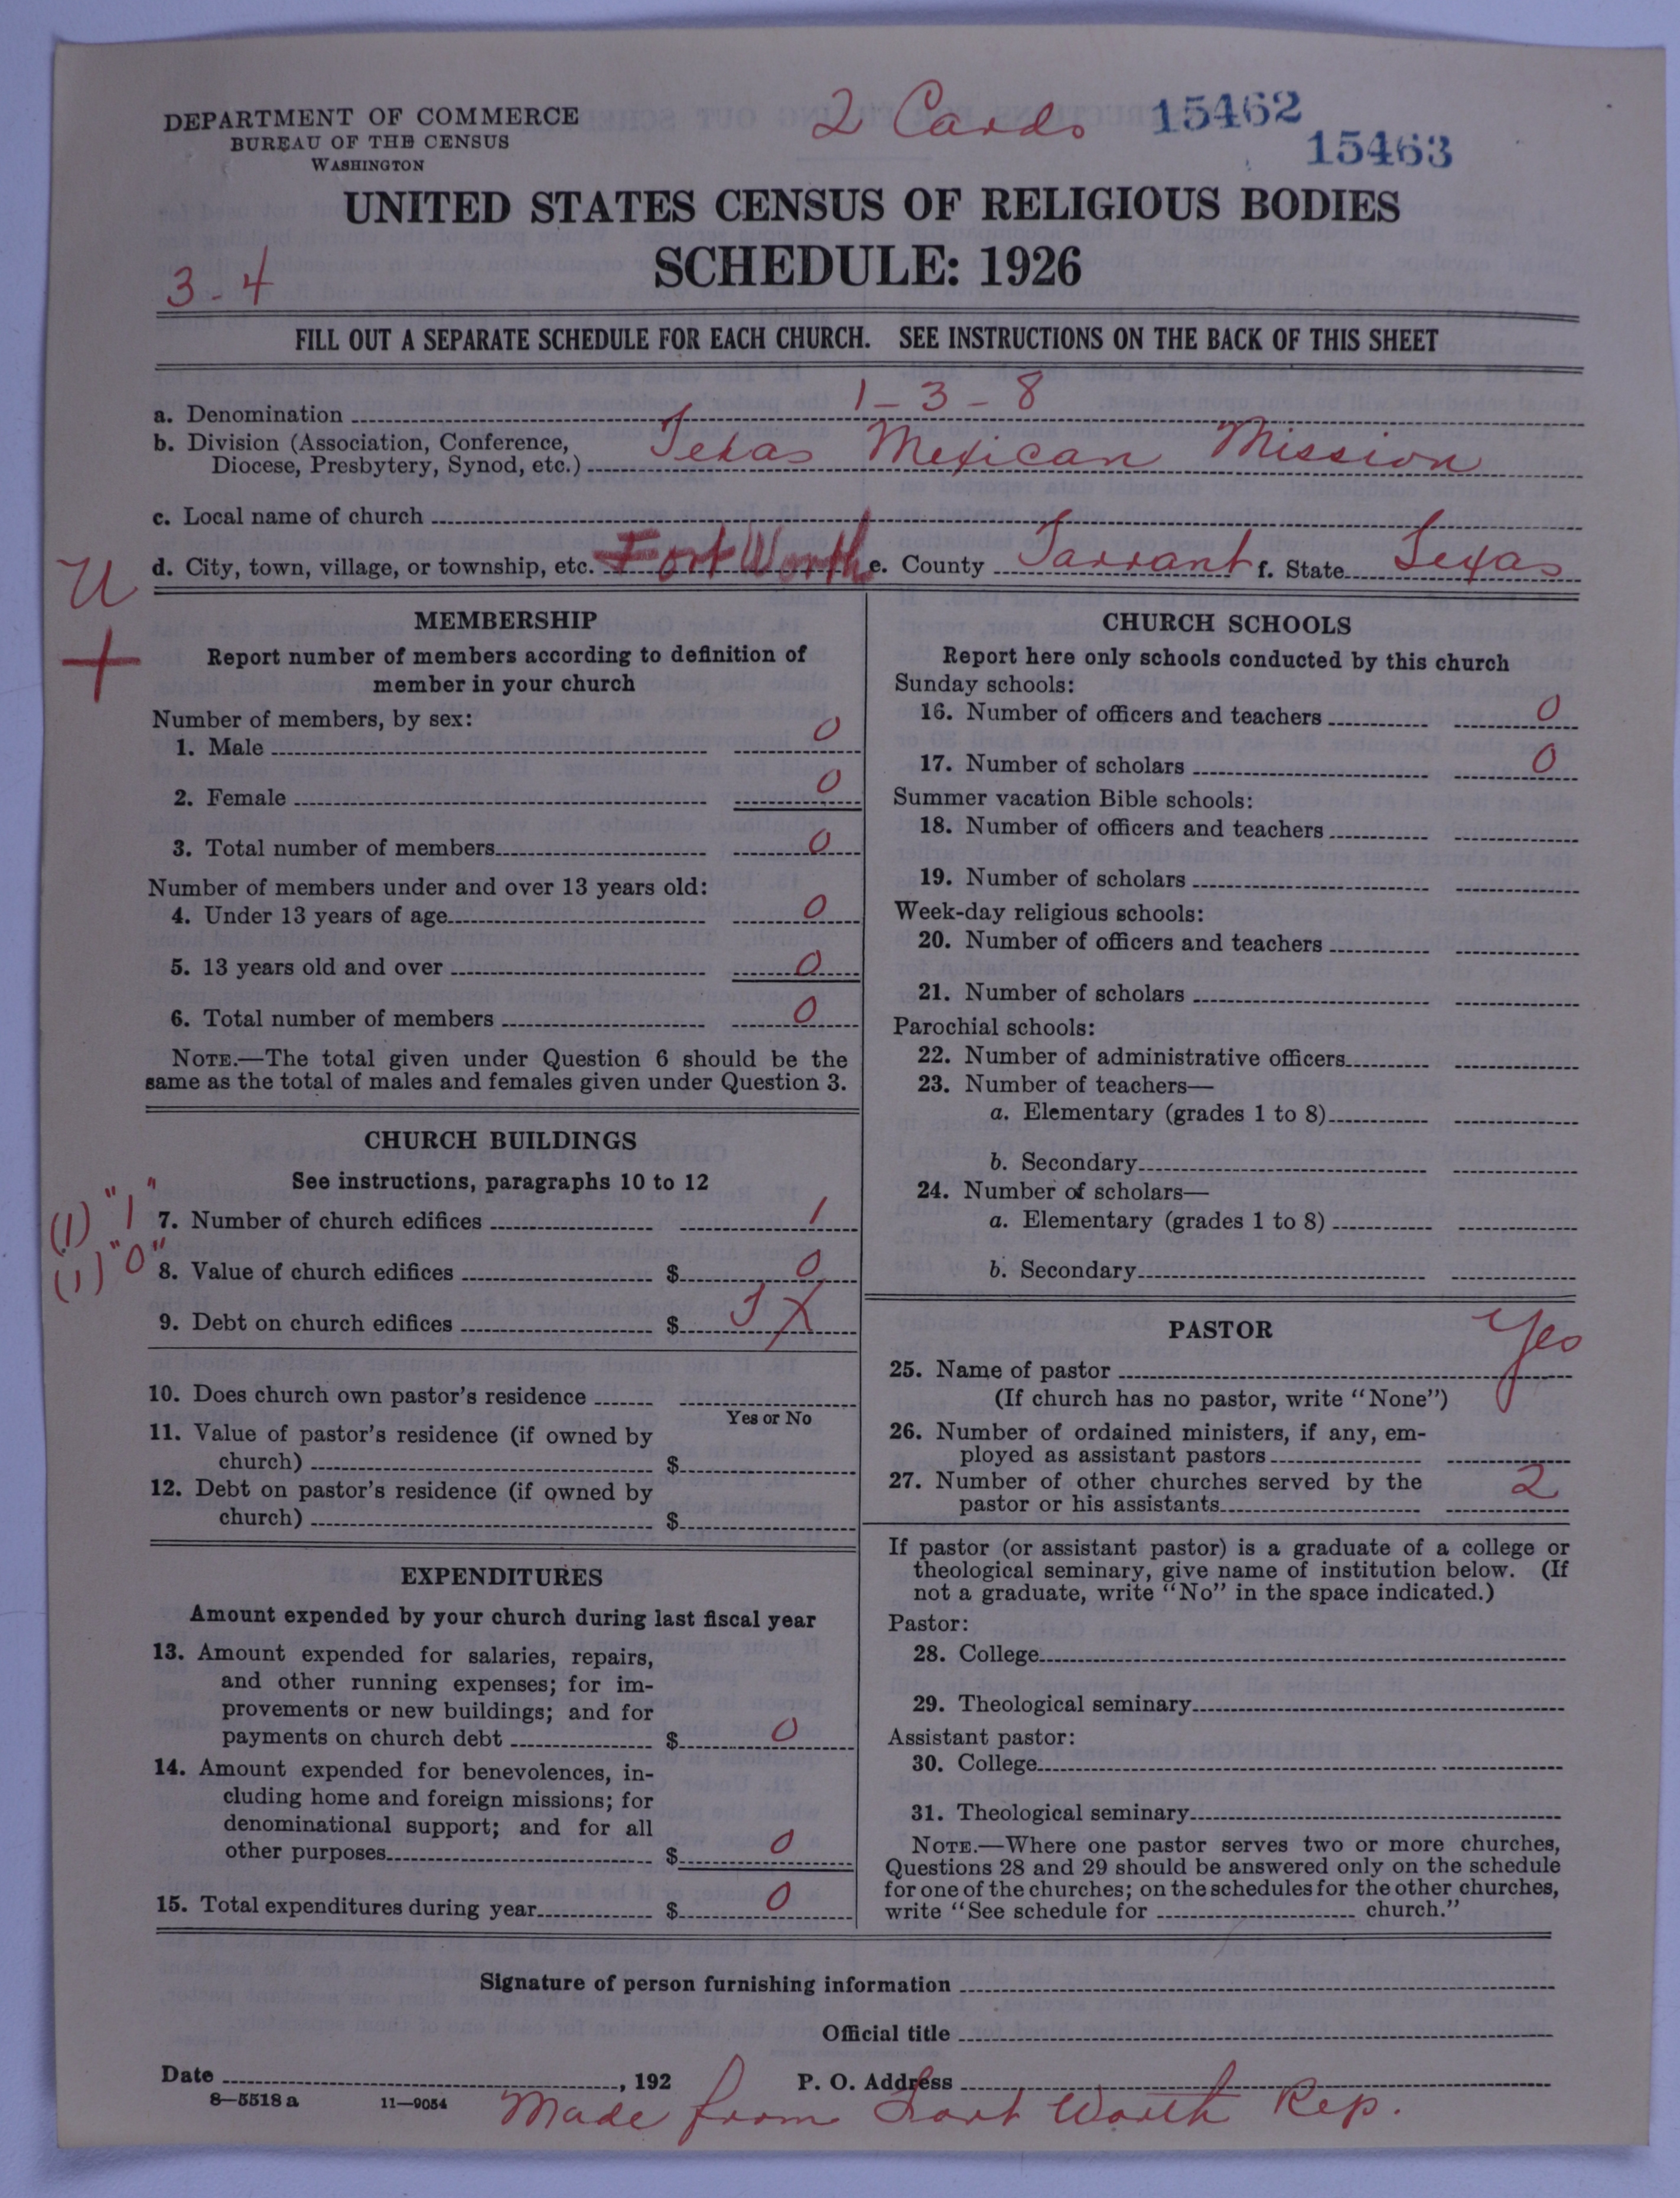 2 Cards 15462
15463
DEPARTMENT OF COMMERCE
BUREAU OF THE CENSUS
WASHINGTON
UNITED STATES CENSUS OF RELIGIOUS BODIES
SCHEDULE: 1926
3-4
FILL OUT A SEPARATE SCHEDULE FOR EACH CHURCH. SEE INSTRUCTIONS ON THE BACK OF THIS SHEET
a. Denomination 1-3-8
b. Division (Association, Conference,
Diocese, Presbytery, Synod, etc.) Texas Mexican Mission
c. Local name of church
d. City, town, village, or township, etc. Fort Worth e. County Tarrant f. State Texas
U
+
MEMBERSHIP
Report number of members according to definition of
member in your church
Number of members, by sex:
1. Male 0
2. Female 0
3. Total number of members 0
Number of members under and over 13 years old:
4. Under 13 years of age 0
5. 13 years old and over 0
6. Total number of members 0
NOTE.—The total given under Question 6 should be the
same as the total of males and females given under Question 3.
CHURCH BUILDINGS
See instructions, paragraphs 10 to 12
(1) "1" 7. Number of church edifices 1
(1) "0" 8. Value of church edifices $ 0
9. Debt on church edifices $ X
10. Does church own pastor's residence
Yes or No
11. Value of pastor's residence (if owned by
church) $
12. Debt on pastor's residence (if owned by
church) $
EXPENDITURES
Amount expended by your church during last fiscal year
13. Amount expended for salaries, repairs,
and other running expenses; for im-
provements or new buildings; and for
payments on church debt $ 0
14. Amount expended for benevolences, in-
cluding home and foreign missions; for
denominational support; and for all
other purposes $ 0
15. Total expenditures during year $ 0
CHURCH SCHOOLS
Report here only schools conducted by this church
Sunday schools:
16. Number of officers and teachers 0
17. Number of scholars 0
Summer vacation Bible schools:
18. Number of officers and teachers
19. Number of scholars
Week-day religious schools:
20. Number of officers and teachers
21. Number of scholars
Parochial schools:
22. Number of administrative officers
23. Number of teachers—
a. Elementary (grades 1 to 8)
b. Secondary
24. Number of scholars—
a. Elementary (grades 1 to 8)
b. Secondary
PASTOR
25. Name of pastor Yes
(If church has no pastor, write "None")
26. Number of ordained ministers, if any, em-
ployed as assistant pastors
27. Number of other churches served by the
pastor or his assistants 2
If pastor (or assistant pastor) is a graduate of a college or
theological seminary, give name of institution below. (If
not a graduate, write "No" in the space indicated.)
Pastor:
28. College
29. Theological seminary
Assistant pastor:
30. College
31. Theological seminary
NOTE.—Where one pastor serves two or more churches,
Questions 28 and 29 should be answered only on the schedule
for one of the churches; on the schedules for the other churches,
write "See schedule for church."
Signature of person furnishing information
Official title
Date , 192 P. O. Address
8—5518 a 11—9054
Made from Fort Worth Rep.